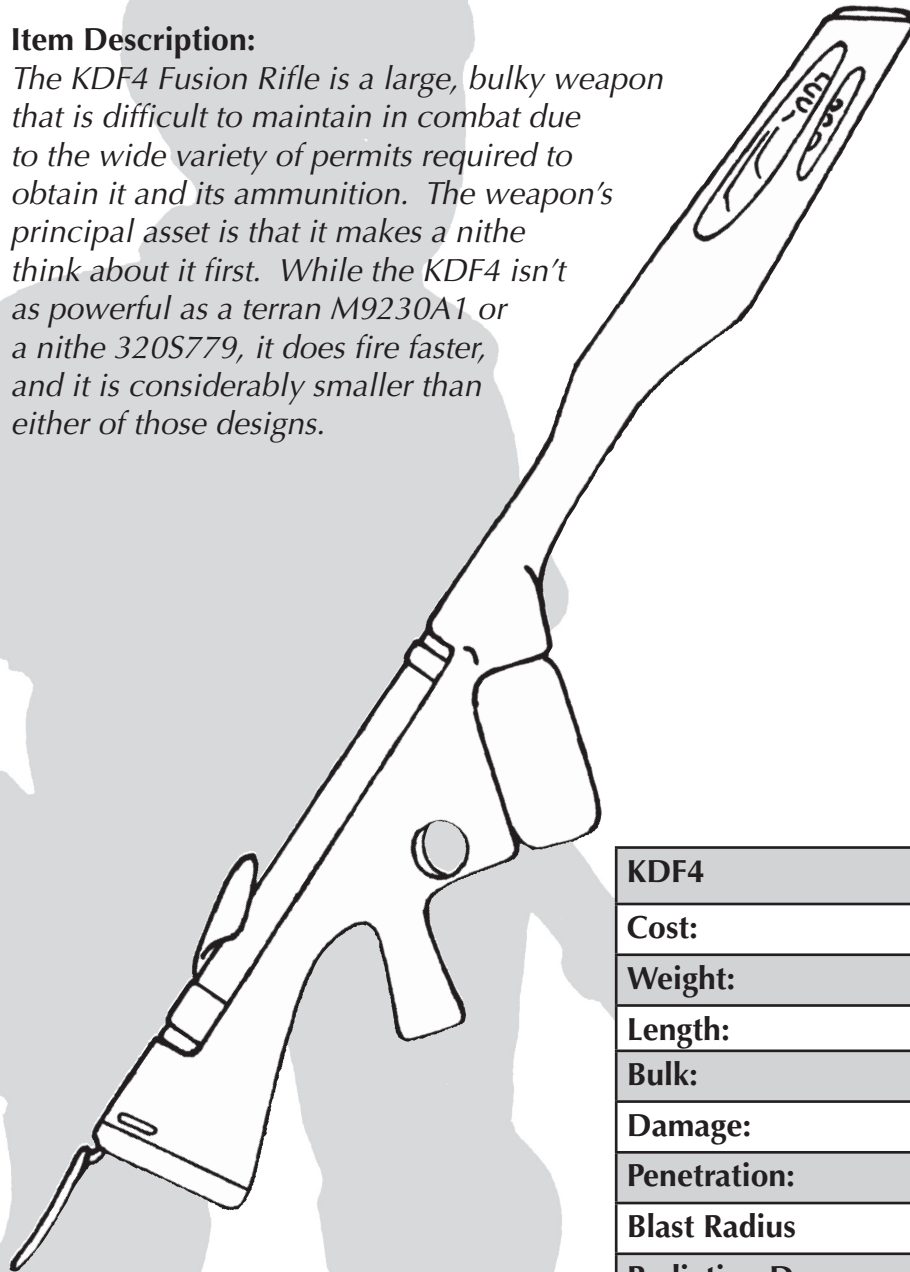 Item Description:
The KDF4 Fusion Rifle is a large, bulky weapon
that is difficult to maintain in combat due
to the wide variety of permits required to
obtain it and its ammunition.  The weapon's
principal asset is that it makes a nithe
think about it first.  While the KDF4 isn't
as powerful as a terran M9230A1 or
a nithe 320S779, it does fire faster,
and it is considerably smaller than
either of those designs.
KDF4
Cost:
Weight:
Length:
Bulk:
Damage:
Penetration:
Blast Radius